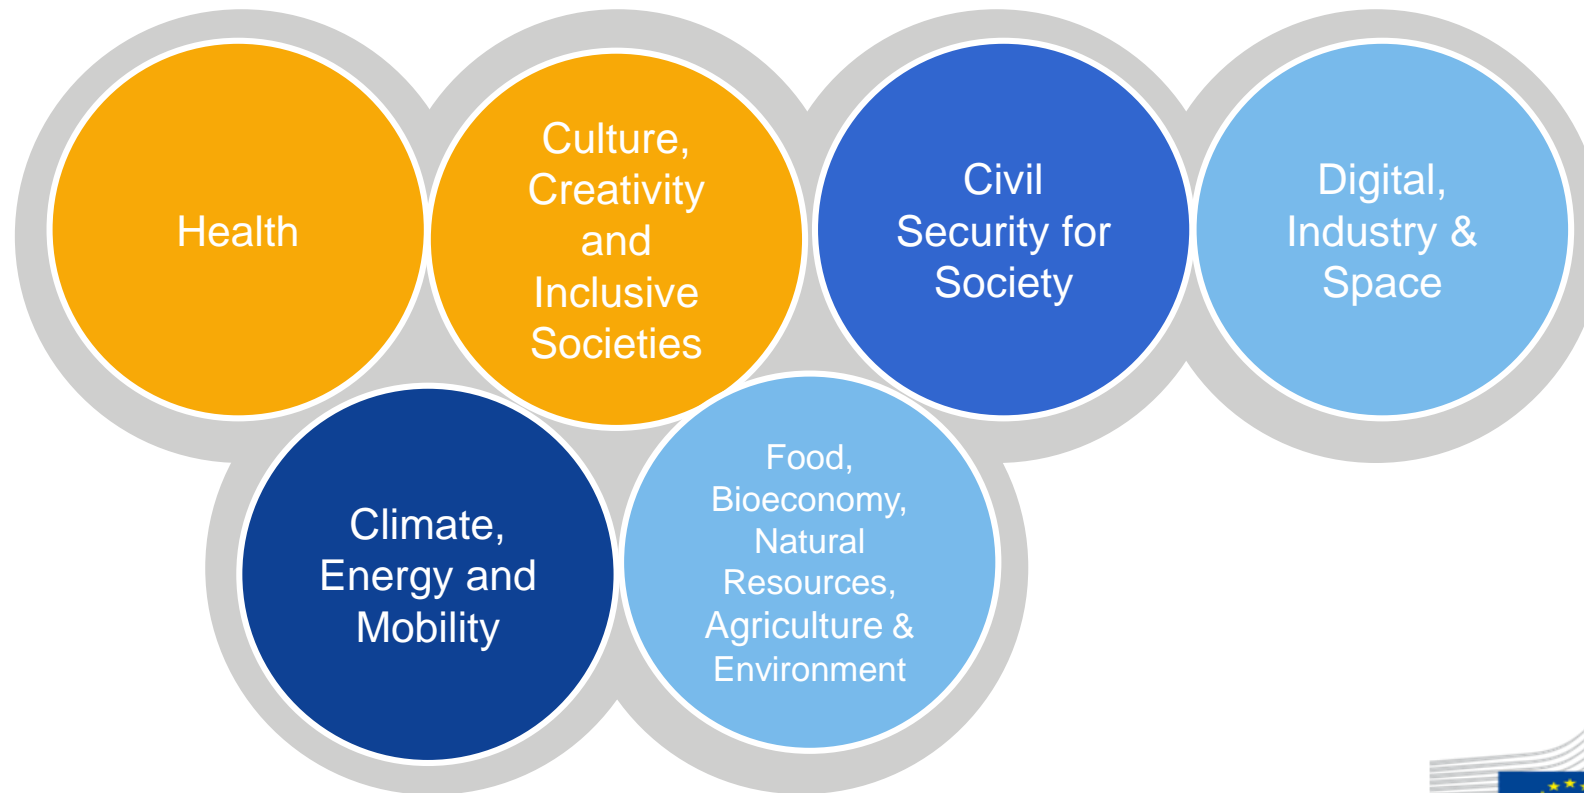 Health
Culture,
Creativity
and
Inclusive
Societies
Civil
Security for
Society
Digital,
Industry &
Space
Climate,
Energy and
Mobility
Food,
Bioeconomy,
Natural
Resources,
Agriculture &
Environment